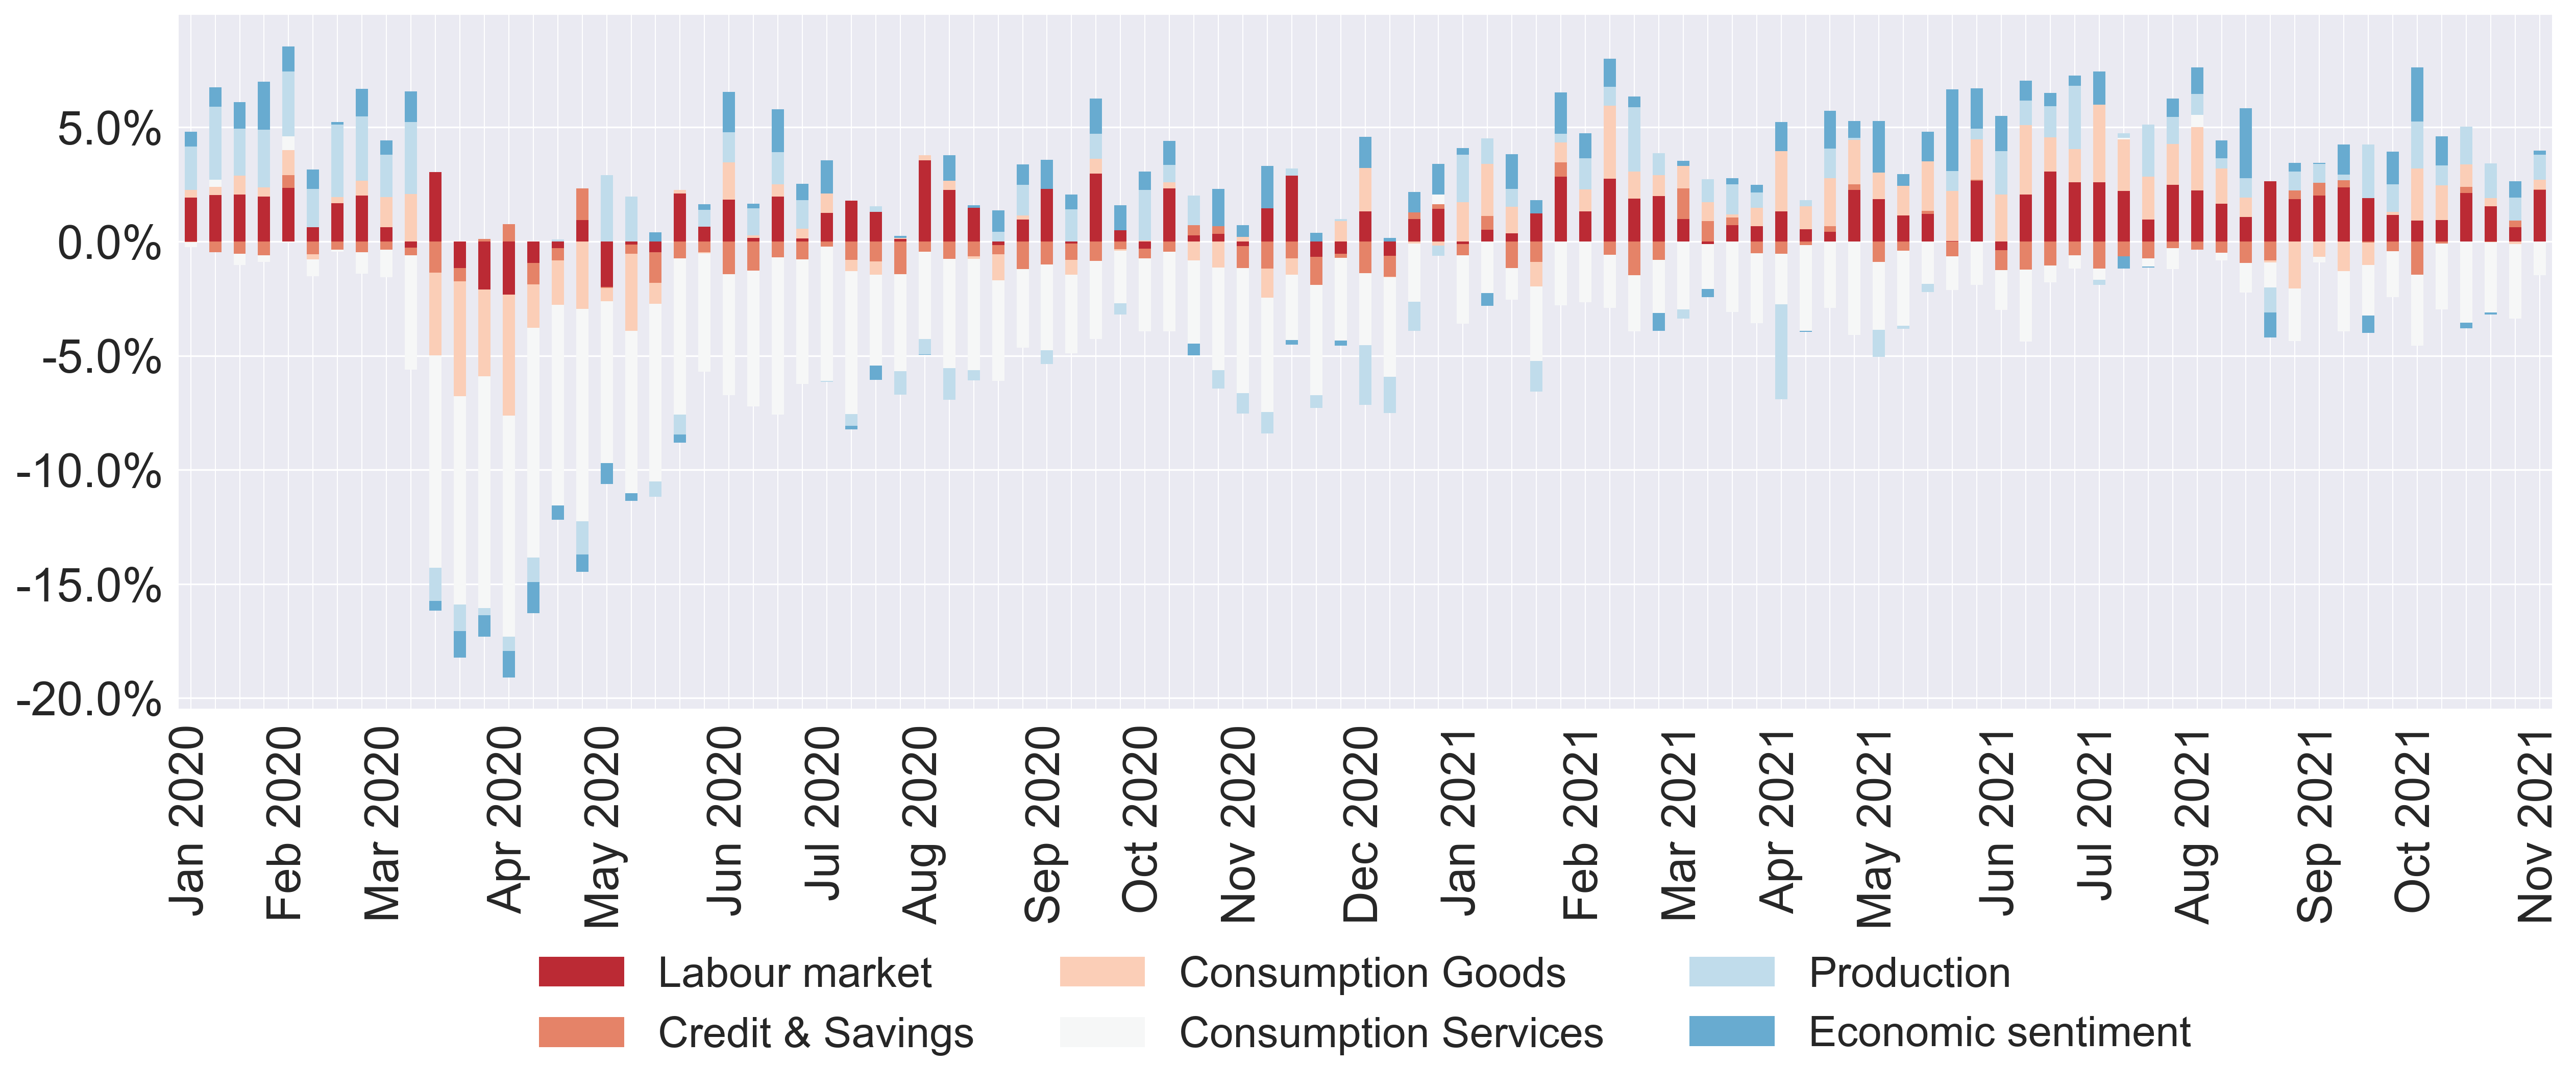 5.0%
0.0%
-5.0%
-10.0%
-15.0%
-20.0%
Jan 2020
Feb 2020
Mar 2020
Apr 2020
May 2020
Jun 2020
Jul 2020
Aug 2020
Sep 2020
Oct 2020
Nov 2020
Dec 2020
Jan 2021
Feb 2021
Mar 2021
Apr 2021
May 2021
Jun 2021
Jul 2021
Aug 2021
Sep 2021
Oct 2021
Nov 2021
Labour market
Consumption Goods
Production
Credit & Savings
Consumption Services
Economic sentiment